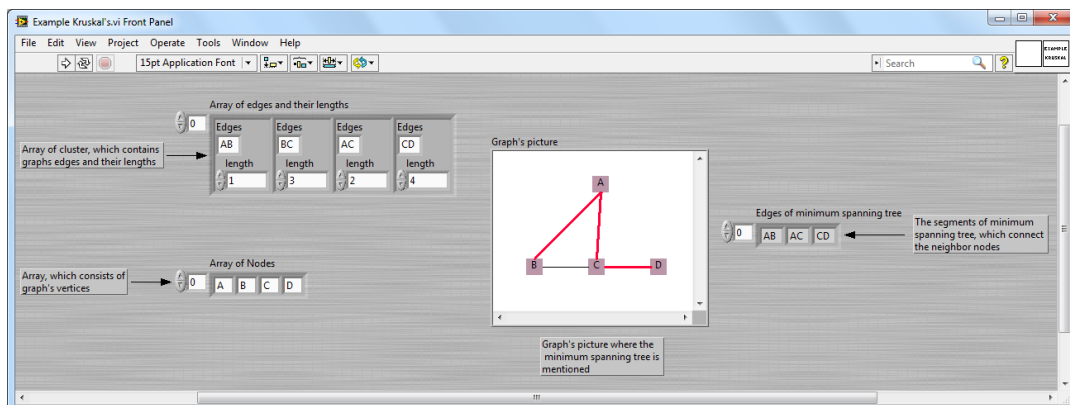 Example Kruskal's.vi Front Panel
File Edit View Project Operate Tools Window Help
15pt Application Font
Search
EXAMPLE
KRUSKAL
Array of edges and their lengths
0
Edges Edges Edges Edges
AB BC AC CD
length length length length
1 3 2 4
Array of cluster, which contains
graphs edges and their lengths
Array of Nodes
0 A B C D
Array, which consists of
graph's vertices
Graph's picture
A
B C D
Graph's picture where the
minimum spanning tree is
mentioned
Edges of minimum spanning tree
0 AB AC CD
The segments of minimum
spanning tree, which connect
the neighbor nodes